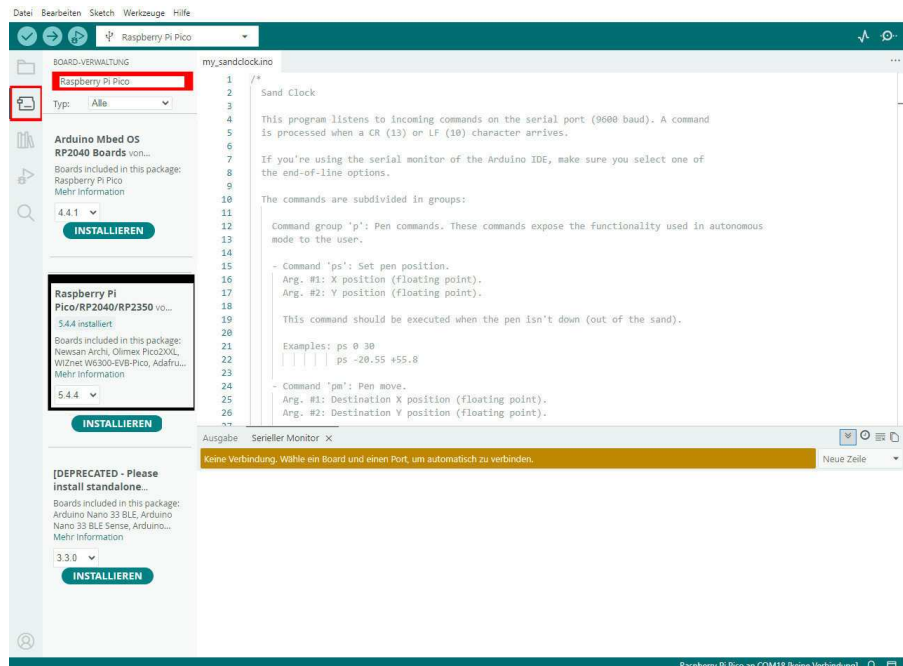 Datei Bearbeiten Sketch Werkzeuge Hilfe
Raspberry Pi Pico
BOARD-VERWALTUNG
Raspberry Pi Pico
Typ: Alle
Arduino Mbed OS
RP2040 Boards von...
Boards included in this package:
Raspberry Pi Pico
Mehr Information
4.4.1
INSTALLIEREN
Raspberry Pi
Pico/RP2040/RP2350 vo...
5.4.4 installiert
Boards included in this package:
Newsan Archi, Olimex Pico2XXL,
WIZnet W6300-EVB-Pico, Adafru...
Mehr Information
5.4.4
INSTALLIEREN
[DEPRECATED - Please
install standalone...
Boards included in this package:
Arduino Nano 33 BLE, Arduino
Nano 33 BLE Sense, Arduino...
Mehr Information
3.3.0
INSTALLIEREN
my_sandclock.ino
1 /*
2 Sand Clock
3
4 This program listens to incoming commands on the serial port (9600 baud). A command
5 is processed when a CR (13) or LF (10) character arrives.
6
7 If you're using the serial monitor of the Arduino IDE, make sure you select one of
8 the end-of-line options.
9
10 The commands are subdivided in groups:
11
12 Command group 'p': Pen commands. These commands expose the functionality used in autonomous
13 mode to the user.
14
15 - Command 'ps': Set pen position.
16 Arg. #1: X position (floating point).
17 Arg. #2: Y position (floating point).
18
19 This command should be executed when the pen isn't down (out of the sand).
20
21 Examples: ps 0 30
22 ps -20.55 +55.8
23
24 - Command 'pm': Pen move.
25 Arg. #1: Destination X position (floating point).
26 Arg. #2: Destination Y position (floating point).
27
Ausgabe Serieller Monitor ×
Keine Verbindung. Wähle ein Board und einen Port, um automatisch zu verbinden.
Neue Zeile
Raspberry Pi Pico an COM18 [keine Verbindung]